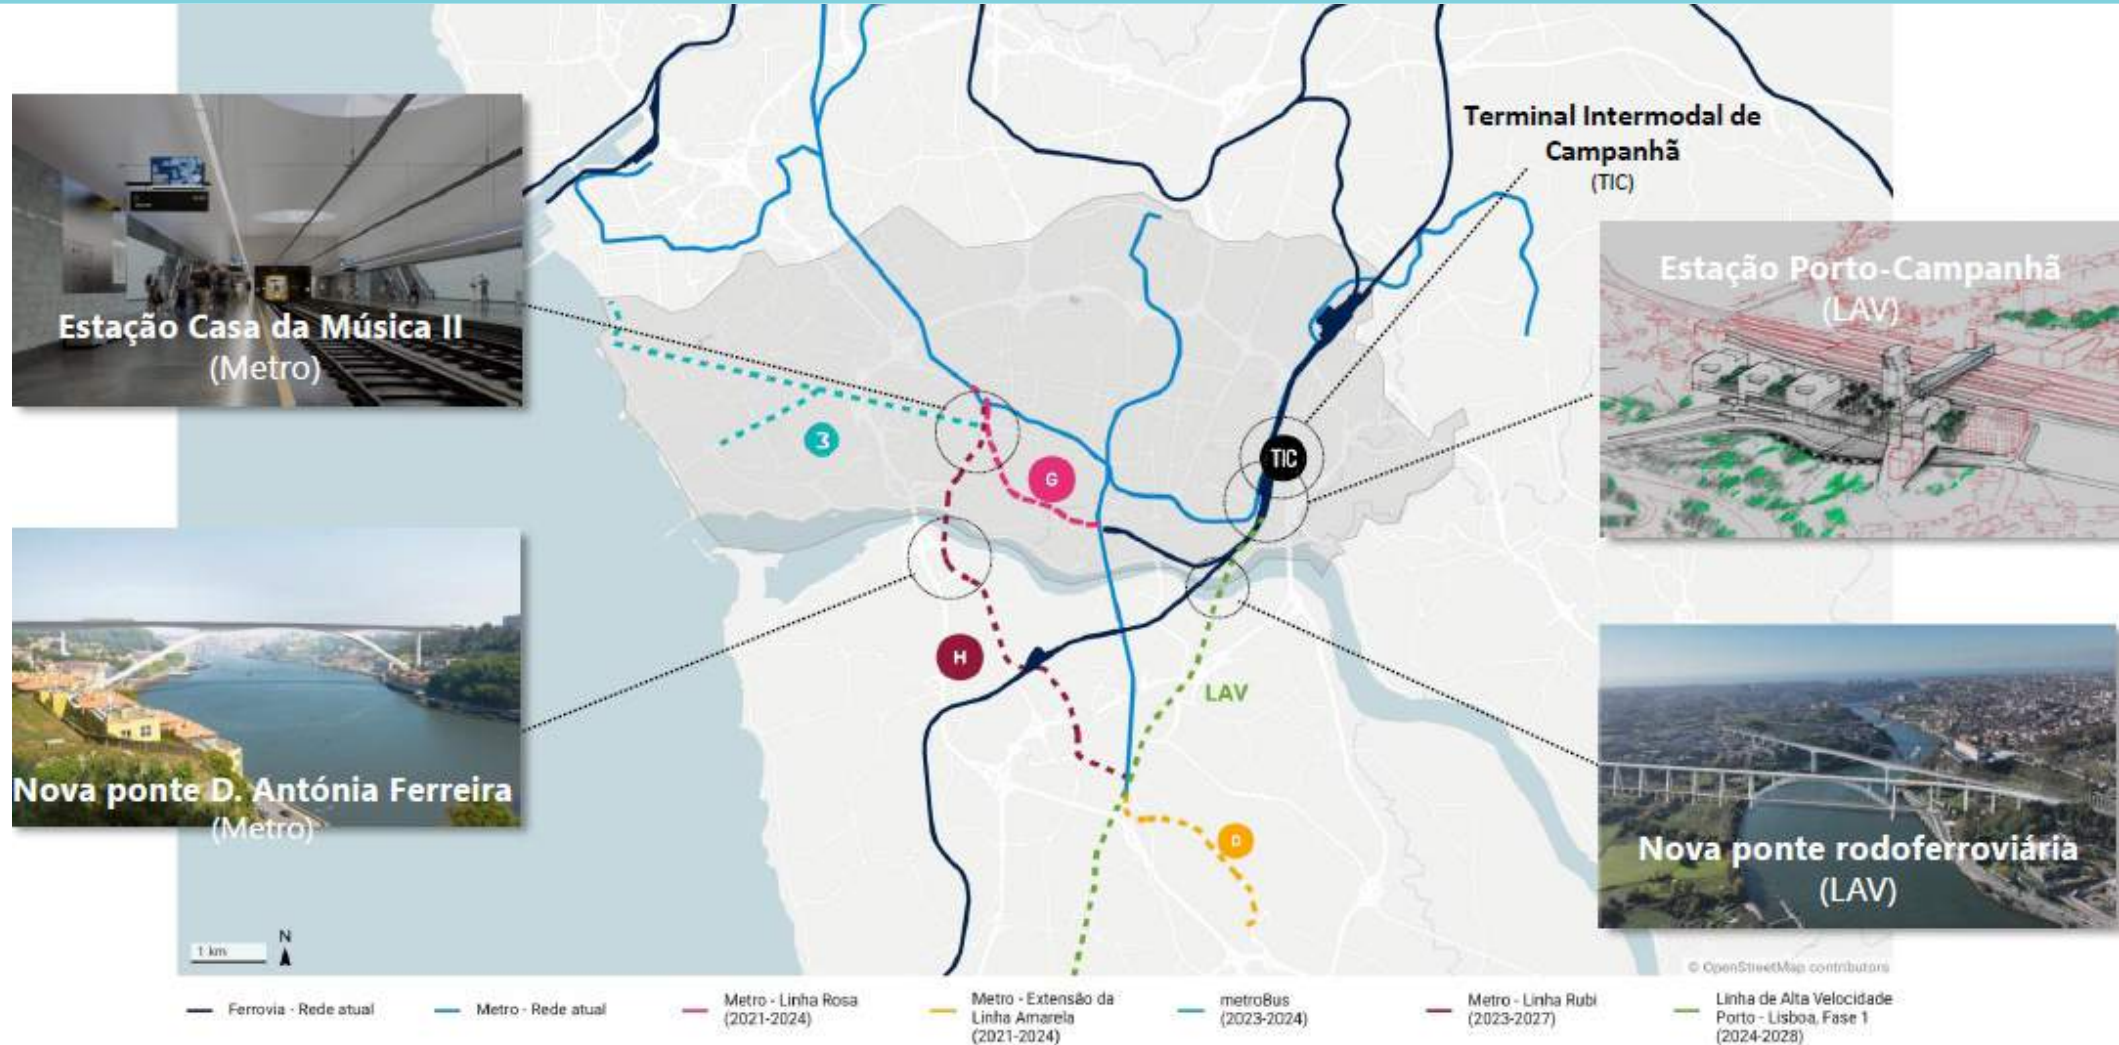 Terminal Intermodal de
Campanhã
(TIC)
Estação Casa da Música II
(Metro)
Estação Porto-Campanhã
(LAV)
TIC
G
H
LAV
D
Nova ponte D. Antónia Ferreira
(Metro)
Nova ponte rodoferroviária
(LAV)
1 km
N
© OpenStreetMap contributors
Ferrovia - Rede atual
Metro - Rede atual
Metro - Linha Rosa
(2021-2024)
Metro - Extensão da
Linha Amarela
(2021-2024)
metroBus
(2023-2024)
Metro - Linha Rubi
(2023-2027)
Linha de Alta Velocidade
Porto - Lisboa, Fase 1
(2024-2028)